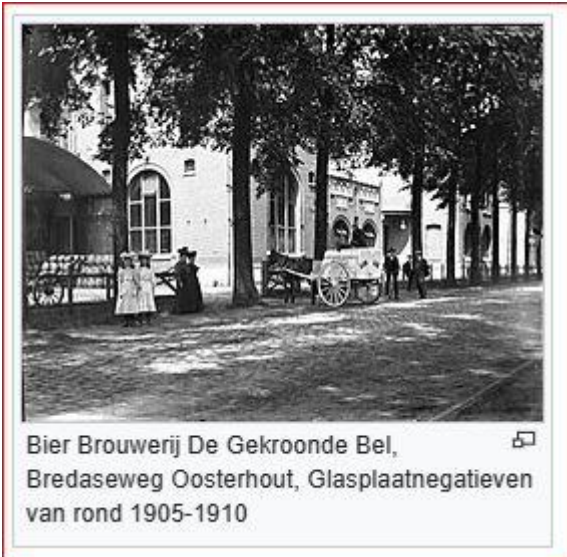 Bier Brouwerij De Gekroonde Bel,
Bredaseweg Oosterhout, Glasplaatnegatieven
van rond 1905-1910